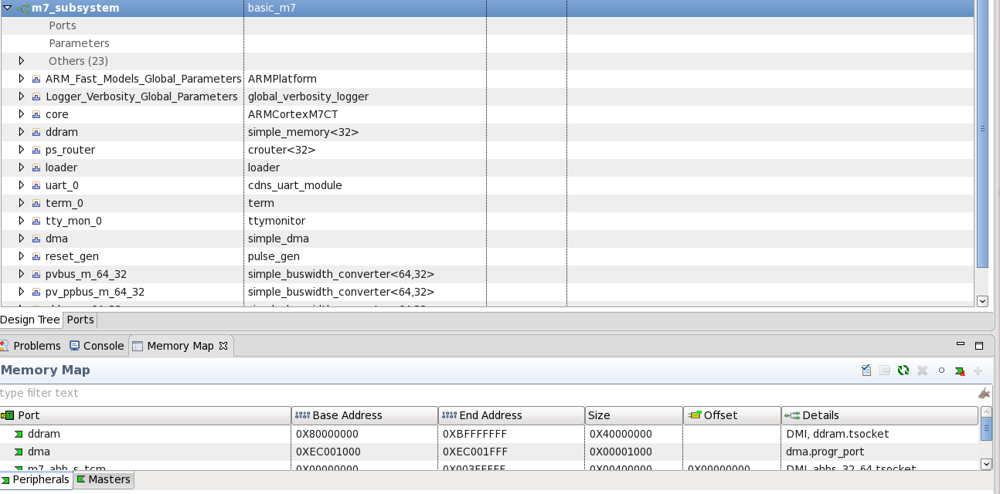 m7_subsystem basic_m7
Ports
Parameters
Others (23)
ARM_Fast_Models_Global_Parameters ARMPlatform
Logger_Verbosity_Global_Parameters global_verbosity_logger
core ARMCortexM7CT
ddram simple_memory<32>
ps_router crouter<32>
loader loader
uart_0 cdns_uart_module
term_0 term
tty_mon_0 ttymonitor
dma simple_dma
reset_gen pulse_gen
pvbus_m_64_32 simple_buswidth_converter<64,32>
pv_ppbus_m_64_32 simple_buswidth_converter<64,32>
Design Tree Ports
Problems Console Memory Map
Memory Map
type filter text
Port Base Address End Address Size Offset Details
ddram 0X80000000 0XBFFFFFFF 0X40000000 DMI, ddram.tsocket
dma 0XEC001000 0XEC001FFF 0X00001000 dma.progr_port
m7_ahb_s_tcm 0X00000000 0X003FFFFF 0X00400000 0X00000000 DMI, ahbs_32_64.tsocket
Peripherals Masters